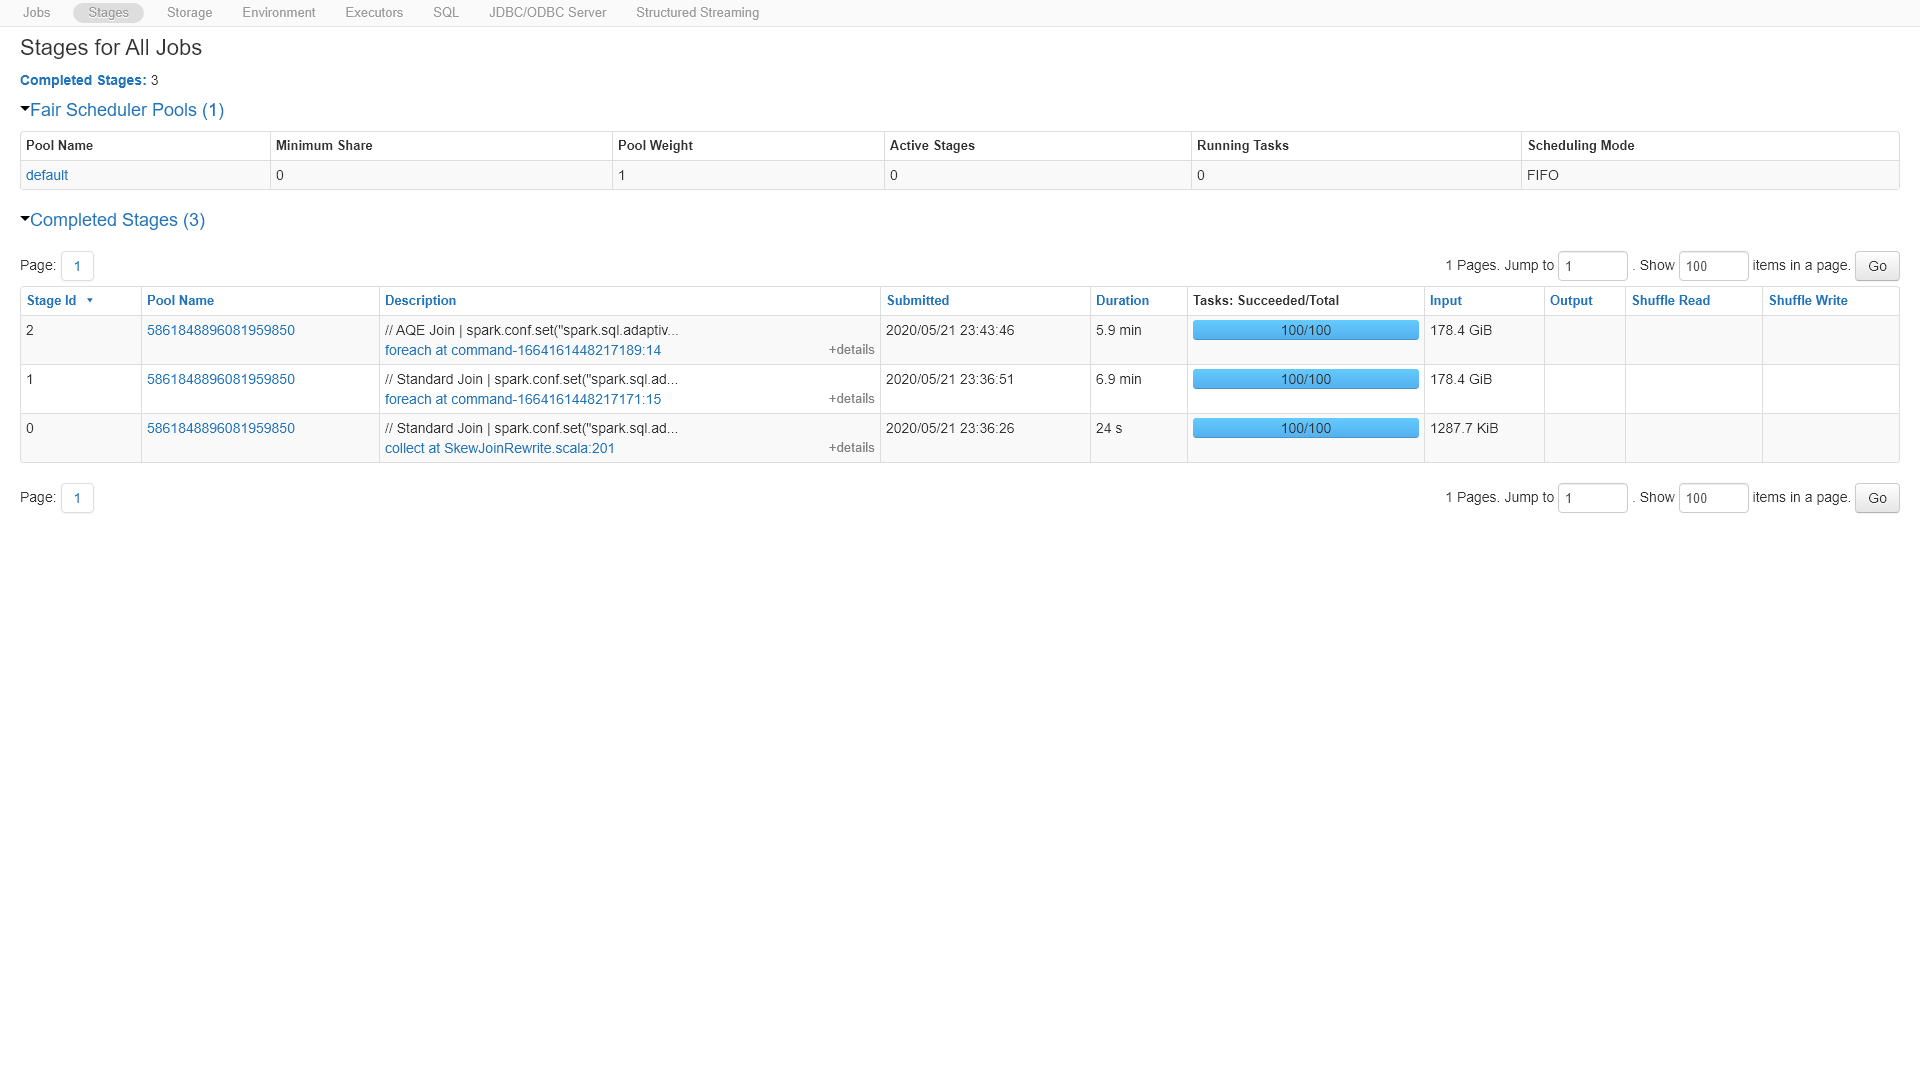 Jobs Stages Storage Environment Executors SQL JDBC/ODBC Server Structured Streaming
Stages for All Jobs
Completed Stages: 3
Fair Scheduler Pools (1)
Pool Name Minimum Share Pool Weight Active Stages Running Tasks Scheduling Mode
default 0 1 0 0 FIFO
Completed Stages (3)
Page: 1 1 Pages. Jump to 1 . Show 100 items in a page. Go
Stage Id Pool Name Description Submitted Duration Tasks: Succeeded/Total Input Output Shuffle Read Shuffle Write
2 5861848896081959850 // AQE Join | spark.conf.set("spark.sql.adaptiv... 2020/05/21 23:43:46 5.9 min 100/100 178.4 GiB
foreach at command-1664161448217189:14 +details
1 5861848896081959850 // Standard Join | spark.conf.set("spark.sql.ad... 2020/05/21 23:36:51 6.9 min 100/100 178.4 GiB
foreach at command-1664161448217171:15 +details
0 5861848896081959850 // Standard Join | spark.conf.set("spark.sql.ad... 2020/05/21 23:36:26 24 s 100/100 1287.7 KiB
collect at SkewJoinRewrite.scala:201 +details
Page: 1 1 Pages. Jump to 1 . Show 100 items in a page. Go